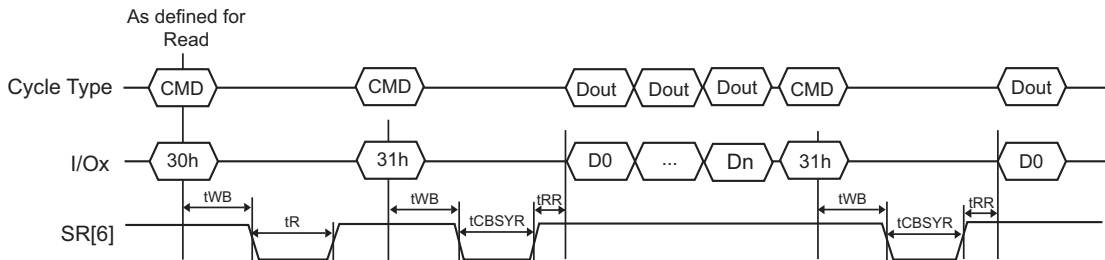 As defined for
Read
Cycle Type CMD CMD Dout Dout Dout CMD Dout
I/Ox 30h 31h D0 ... Dn 31h D0
tWB tR tWB tCBSYR tRR tWB tCBSYR tRR
SR[6]